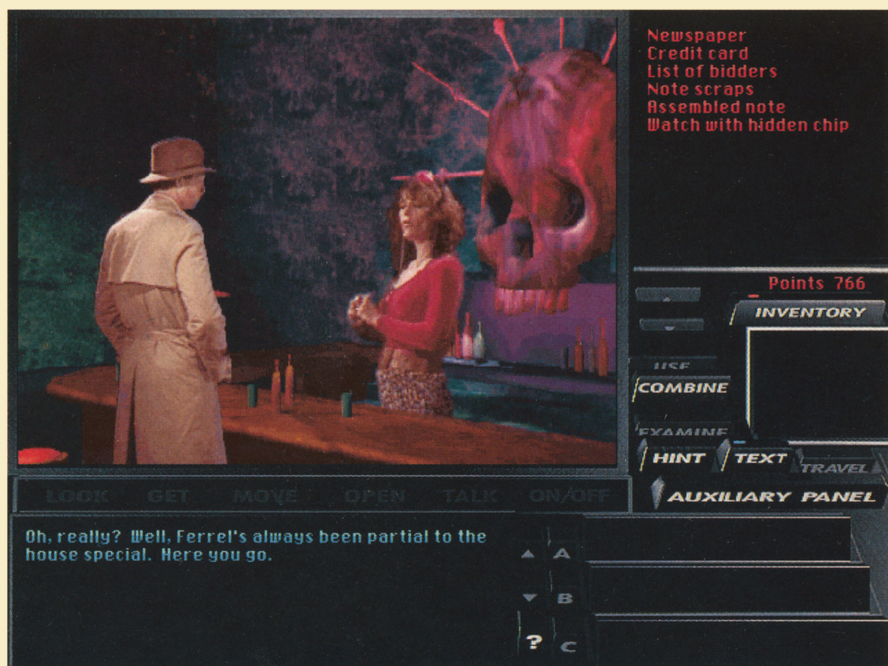 Newspaper
Credit card
List of bidders
Note scraps
Assembled note
Watch with hidden chip
Points 766
INVENTORY
USE
COMBINE
EXAMINE
HINT TEXT TRAVEL
AUXILIARY PANEL
LOOK GET MOVE OPEN TALK ON/OFF
Oh, really? Well, Ferrel's always been partial to the
house special. Here you go.
A
B
? C